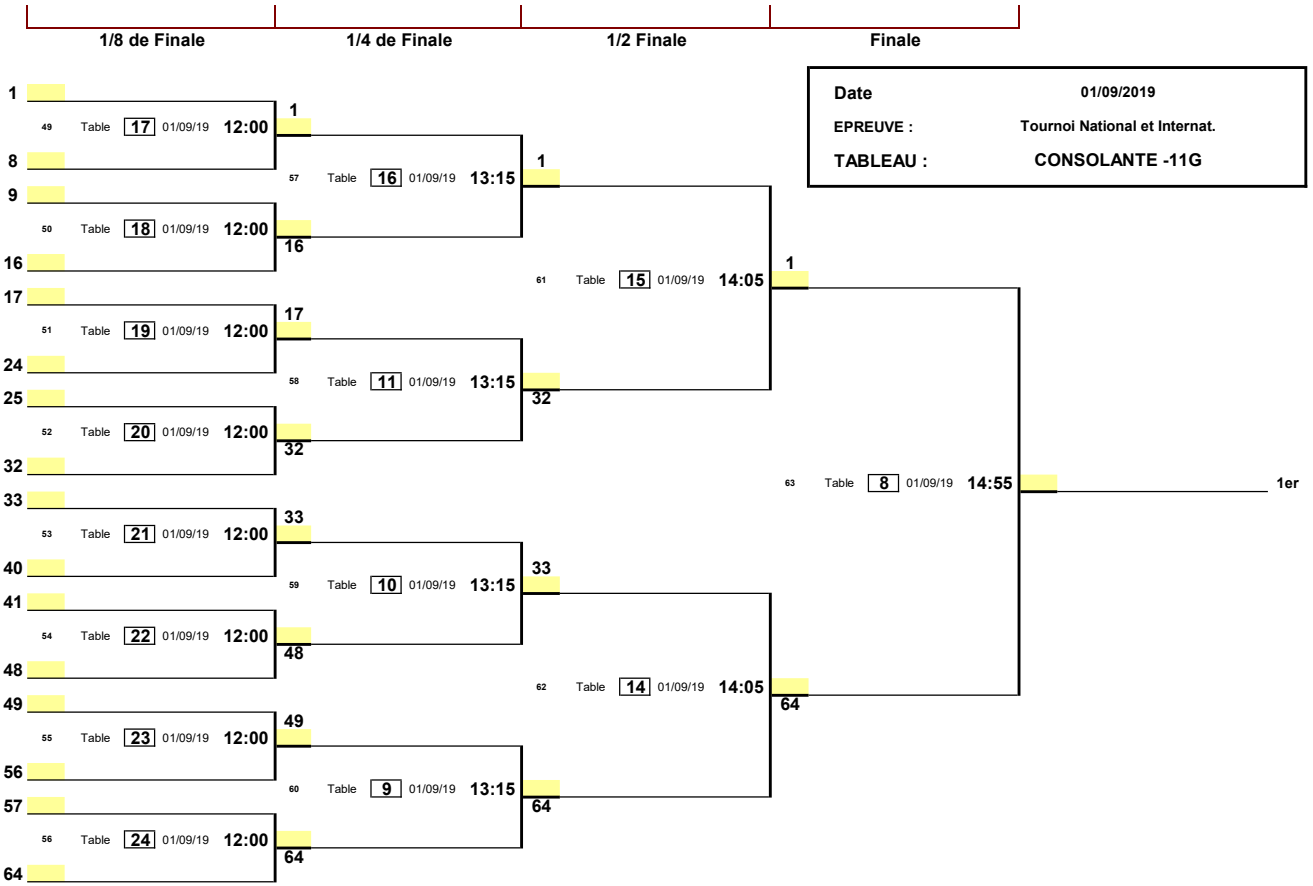 1/8 de Finale 1/4 de Finale 1/2 Finale Finale
Date 01/09/2019
EPREUVE : Tournoi National et Internat.
TABLEAU : CONSOLANTE -11G
1
49 Table 17 01/09/19 12:00
8
9
50 Table 18 01/09/19 12:00
16
17
51 Table 19 01/09/19 12:00
24
25
52 Table 20 01/09/19 12:00
32
33
53 Table 21 01/09/19 12:00
40
41
54 Table 22 01/09/19 12:00
48
49
55 Table 23 01/09/19 12:00
56
57
56 Table 24 01/09/19 12:00
64
1
57 Table 16 01/09/19 13:15
16
17
58 Table 11 01/09/19 13:15
32
33
59 Table 10 01/09/19 13:15
48
49
60 Table 9 01/09/19 13:15
64
1
61 Table 15 01/09/19 14:05
32
33
62 Table 14 01/09/19 14:05
64
1
63 Table 8 01/09/19 14:55
64
1er